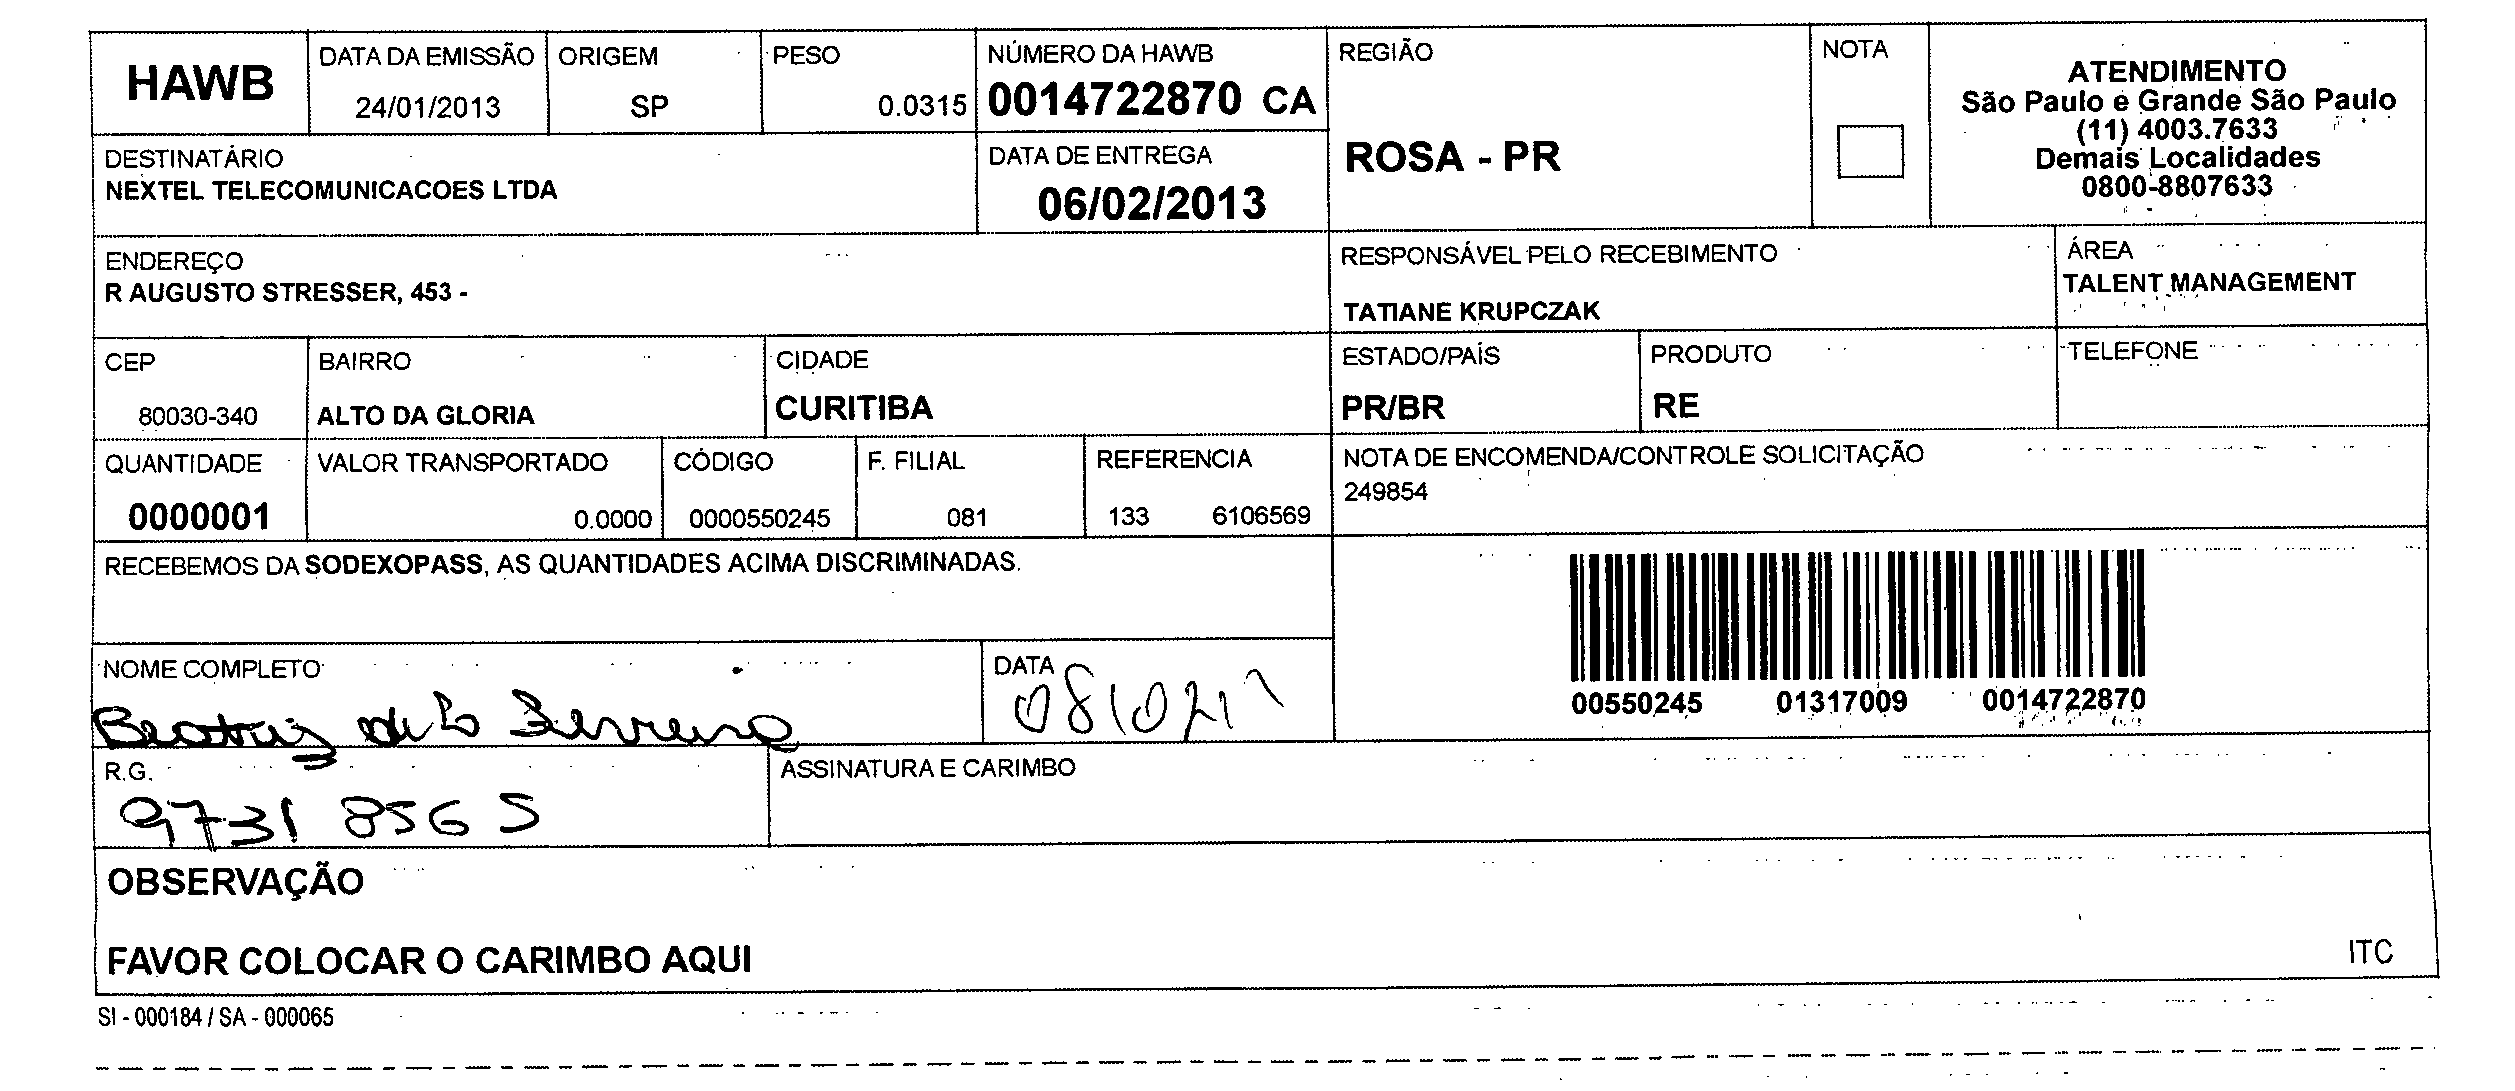 HAWB
DATA DA EMISSÃO
24/01/2013
ORIGEM
SP
PESO
0.0315
NÚMERO DA HAWB
0014722870 CA
REGIÃO
ROSA - PR
NOTA
ATENDIMENTO
São Paulo e Grande São Paulo
(11) 4003.7633
Demais Localidades
0800-8807633
DESTINATÁRIO
NEXTEL TELECOMUNICACOES LTDA
DATA DE ENTREGA
06/02/2013
ENDEREÇO
R AUGUSTO STRESSER, 453 -
RESPONSÁVEL PELO RECEBIMENTO
TATIANE KRUPCZAK
ÁREA
TALENT MANAGEMENT
CEP
80030-340
BAIRRO
ALTO DA GLORIA
CIDADE
CURITIBA
ESTADO/PAÍS
PR/BR
PRODUTO
RE
TELEFONE
QUANTIDADE
0000001
VALOR TRANSPORTADO
0.0000
CÓDIGO
0000550245
F. FILIAL
081
REFERENCIA
133 6106569
NOTA DE ENCOMENDA/CONTROLE SOLICITAÇÃO
249854
RECEBEMOS DA SODEXOPASS, AS QUANTIDADES ACIMA DISCRIMINADAS.
00550245 01317009 0014722870
NOME COMPLETO
Beatriz
DATA
R.G.
9731 856 5
ASSINATURA E CARIMBO
OBSERVAÇÃO
FAVOR COLOCAR O CARIMBO AQUI
ITC
SI - 000184 / SA - 000065